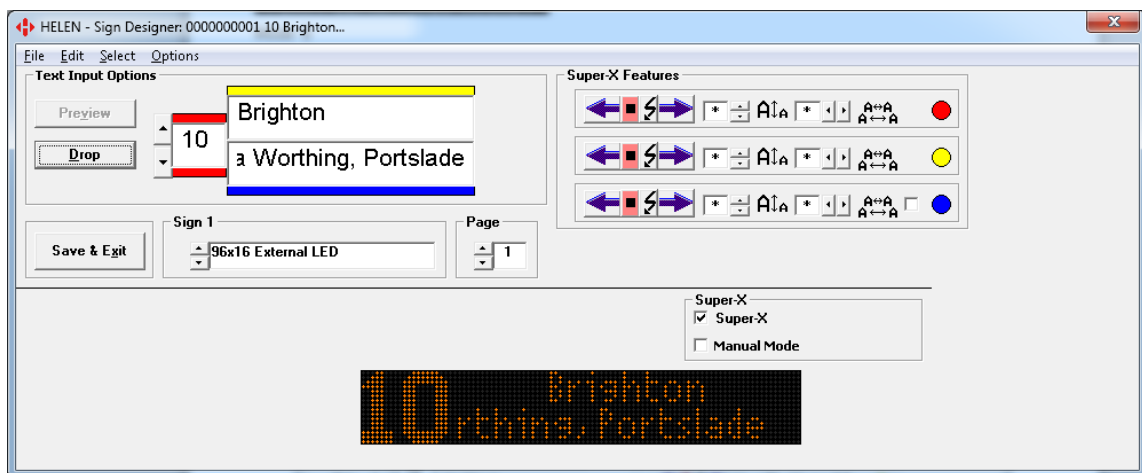 HELEN - Sign Designer: 0000000001 10 Brighton...
File Edit Select Options
Text Input Options
Super-X Features
Preview
Drop
10
Brighton
a Worthing, Portslade
* A A * A A A A
* A A * A A A A
* A A * A A A A
Save & Exit
Sign 1
96x16 External LED
Page
1
Super-X
Super-X
Manual Mode
10 Brighton
rthing, Portslade